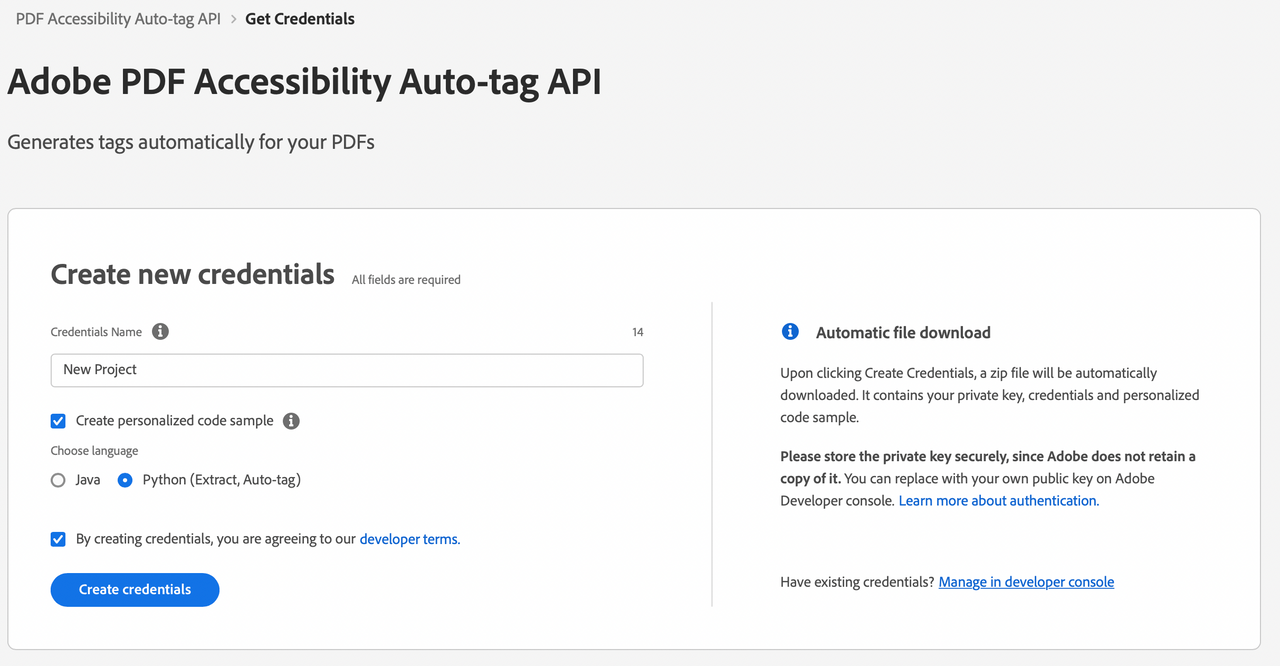 PDF Accessibility Auto-tag API > Get Credentials
Adobe PDF Accessibility Auto-tag API
Generates tags automatically for your PDFs
Create new credentials All fields are required
Credentials Name 14
New Project
Create personalized code sample
Choose language
Java Python (Extract, Auto-tag)
By creating credentials, you are agreeing to our developer terms.
Create credentials
Automatic file download
Upon clicking Create Credentials, a zip file will be automatically
downloaded. It contains your private key, credentials and personalized
code sample.
Please store the private key securely, since Adobe does not retain a
copy of it. You can replace with your own public key on Adobe
Developer console. Learn more about authentication.
Have existing credentials? Manage in developer console